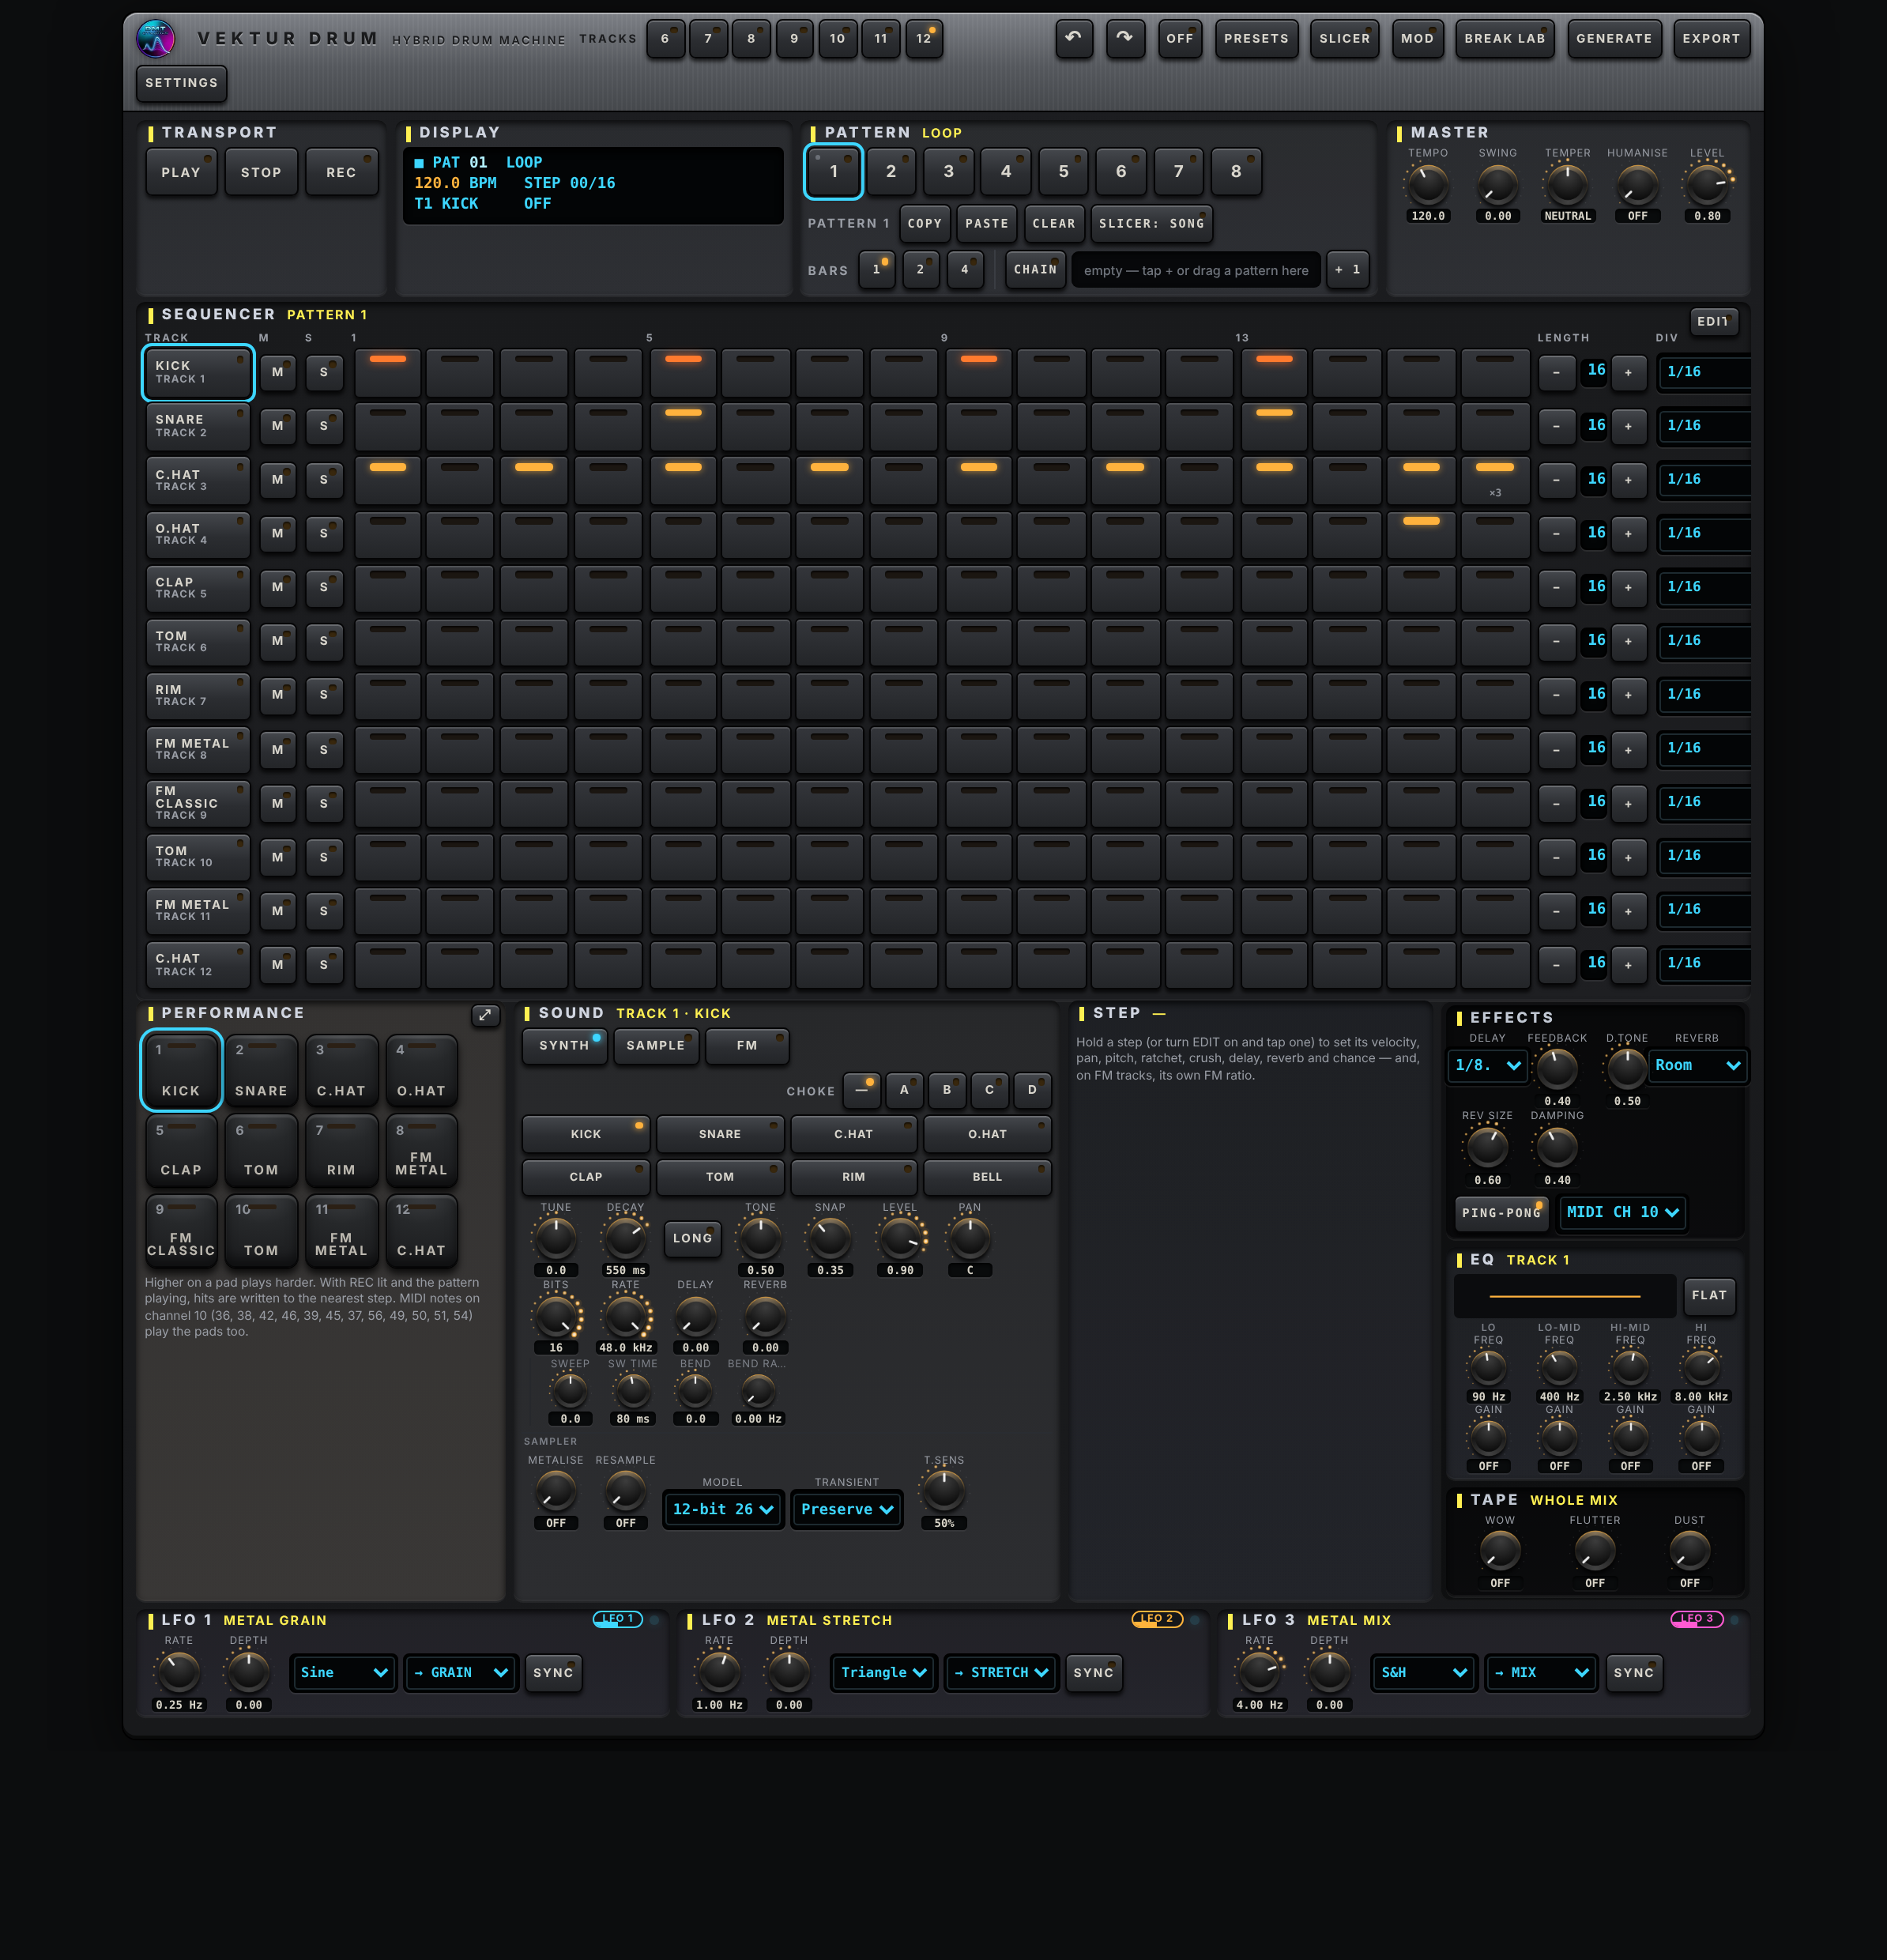 VEKTUR DRUM HYBRID DRUM MACHINE TRACKS 6 7 8 9 10 11 12 ↶ ↷ OFF PRESETS SLICER MOD BREAK LAB GENERATE EXPORT
SETTINGS
TRANSPORT
PLAY STOP REC
DISPLAY
■ PAT 01 LOOP
120.0 BPM STEP 00/16
T1 KICK OFF
PATTERN LOOP
1 2 3 4 5 6 7 8
PATTERN 1 COPY PASTE CLEAR SLICER: SONG
BARS 1 2 4 CHAIN empty — tap + or drag a pattern here + 1
MASTER
TEMPO SWING TEMPER HUMANISE LEVEL
120.0 0.00 NEUTRAL OFF 0.80
SEQUENCER PATTERN 1 EDIT
TRACK M S 1 5 9 13 LENGTH DIV
KICK
TRACK 1 M S − 16 + 1/16
SNARE
TRACK 2 M S − 16 + 1/16
C.HAT
TRACK 3 M S ×3 − 16 + 1/16
O.HAT
TRACK 4 M S − 16 + 1/16
CLAP
TRACK 5 M S − 16 + 1/16
TOM
TRACK 6 M S − 16 + 1/16
RIM
TRACK 7 M S − 16 + 1/16
FM METAL
TRACK 8 M S − 16 + 1/16
FM
CLASSIC
TRACK 9 M S − 16 + 1/16
TOM
TRACK 10 M S − 16 + 1/16
FM METAL
TRACK 11 M S − 16 + 1/16
C.HAT
TRACK 12 M S − 16 + 1/16
PERFORMANCE
1 2 3 4
KICK SNARE C.HAT O.HAT
5 6 7 8
CLAP TOM RIM FM METAL
9 10 11 12
FM CLASSIC TOM FM METAL C.HAT
Higher on a pad plays harder. With REC lit and the pattern
playing, hits are written to the nearest step. MIDI notes on
channel 10 (36, 38, 42, 46, 39, 45, 37, 56, 49, 50, 51, 54)
play the pads too.
SOUND TRACK 1 · KICK
SYNTH SAMPLE FM
CHOKE — A B C D
KICK SNARE C.HAT O.HAT
CLAP TOM RIM BELL
TUNE DECAY TONE SNAP LEVEL PAN
LONG
0.0 550 ms 0.50 0.35 0.90 C
BITS RATE DELAY REVERB
16 48.0 kHz 0.00 0.00
SWEEP SW TIME BEND BEND RA…
0.0 80 ms 0.0 0.00 Hz
SAMPLER
METALISE RESAMPLE MODEL TRANSIENT T.SENS
12-bit 26 Preserve
OFF OFF 50%
STEP —
Hold a step (or turn EDIT on and tap one) to set its velocity,
pan, pitch, ratchet, crush, delay, reverb and chance — and,
on FM tracks, its own FM ratio.
EFFECTS
DELAY FEEDBACK D.TONE REVERB
1/8. Room
0.40 0.50
REV SIZE DAMPING
0.60 0.40
PING-PONG MIDI CH 10
EQ TRACK 1
FLAT
LO FREQ LO-MID FREQ HI-MID FREQ HI FREQ
90 Hz 400 Hz 2.50 kHz 8.00 kHz
GAIN GAIN GAIN GAIN
OFF OFF OFF OFF
TAPE WHOLE MIX
WOW FLUTTER DUST
OFF OFF OFF
LFO 1 METAL GRAIN LFO 1
RATE DEPTH
Sine → GRAIN SYNC
0.25 Hz 0.00
LFO 2 METAL STRETCH LFO 2
RATE DEPTH
Triangle → STRETCH SYNC
1.00 Hz 0.00
LFO 3 METAL MIX LFO 3
RATE DEPTH
S&H → MIX SYNC
4.00 Hz 0.00